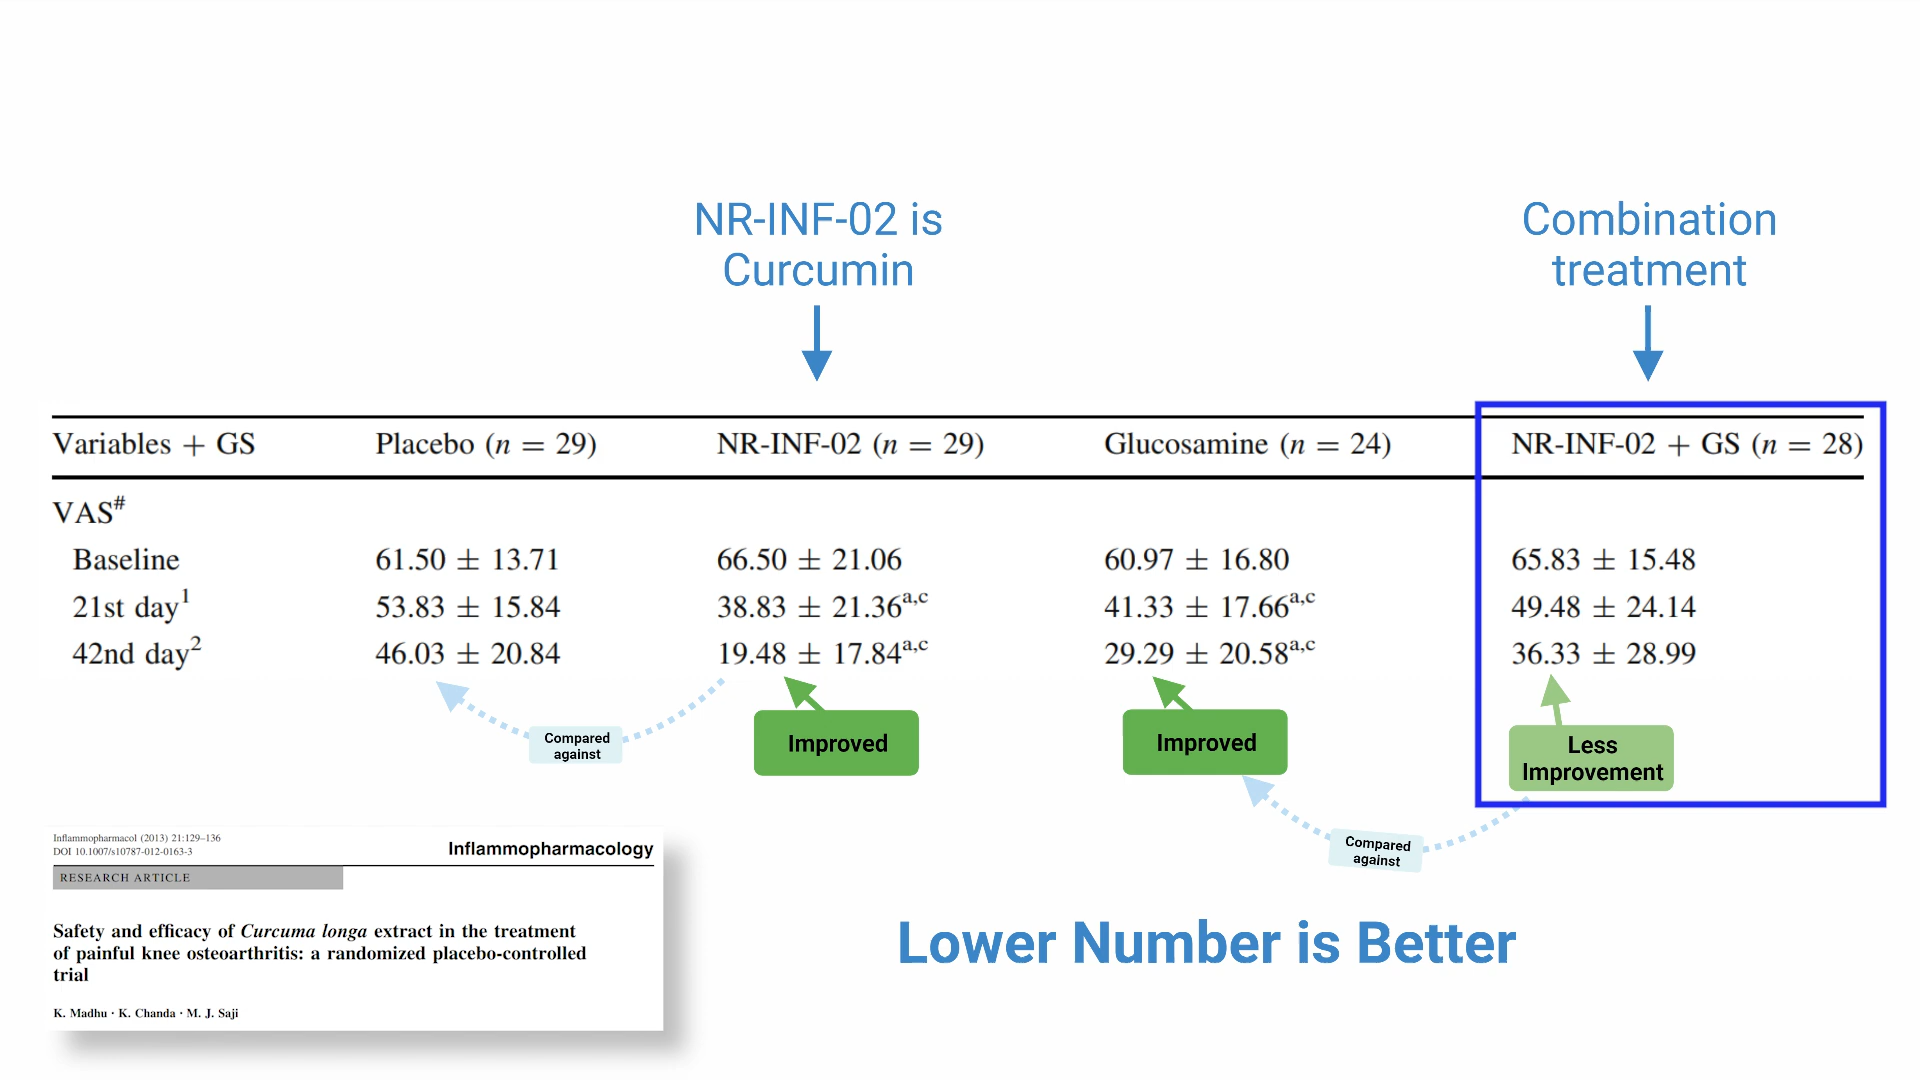 NR-INF-02 is
Curcumin
Combination
treatment
Variables + GS Placebo (n = 29) NR-INF-02 (n = 29) Glucosamine (n = 24) NR-INF-02 + GS (n = 28)
VAS#
Baseline 61.50 ± 13.71 66.50 ± 21.06 60.97 ± 16.80 65.83 ± 15.48
21st day1 53.83 ± 15.84 38.83 ± 21.36a,c 41.33 ± 17.66a,c 49.48 ± 24.14
42nd day2 46.03 ± 20.84 19.48 ± 17.84a,c 29.29 ± 20.58a,c 36.33 ± 28.99
Compared
against
Improved
Improved
Less
Improvement
Compared
against
Inflammopharmacol (2013) 21:129–136
DOI 10.1007/s10787-012-0163-3
Inflammopharmacology
RESEARCH ARTICLE
Safety and efficacy of Curcuma longa extract in the treatment
of painful knee osteoarthritis: a randomized placebo-controlled
trial
K. Madhu · K. Chanda · M. J. Saji
Lower Number is Better